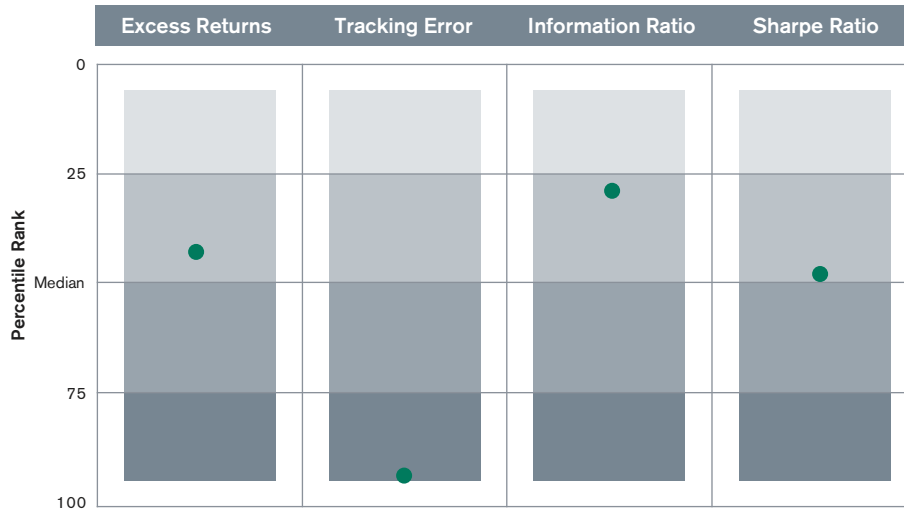 Excess Returns
Tracking Error
Information Ratio
Sharpe Ratio
0
25
Median
75
100
Percentile Rank